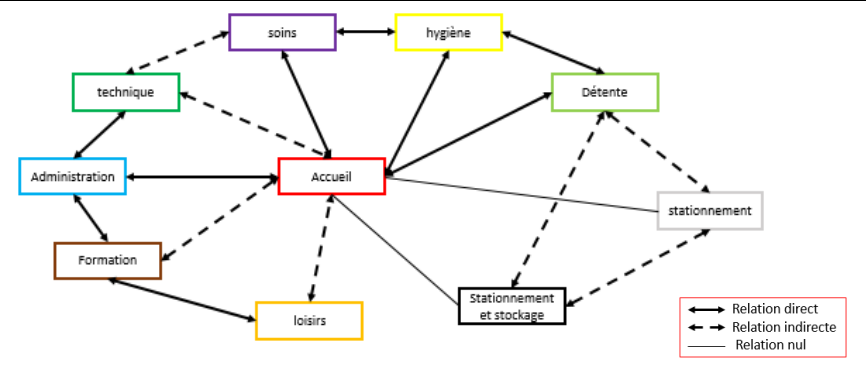 soins
hygiène
technique
Détente
Administration
Accueil
stationnement
Formation
loisirs
Stationnement
et stockage
Relation direct
Relation indirecte
Relation nul